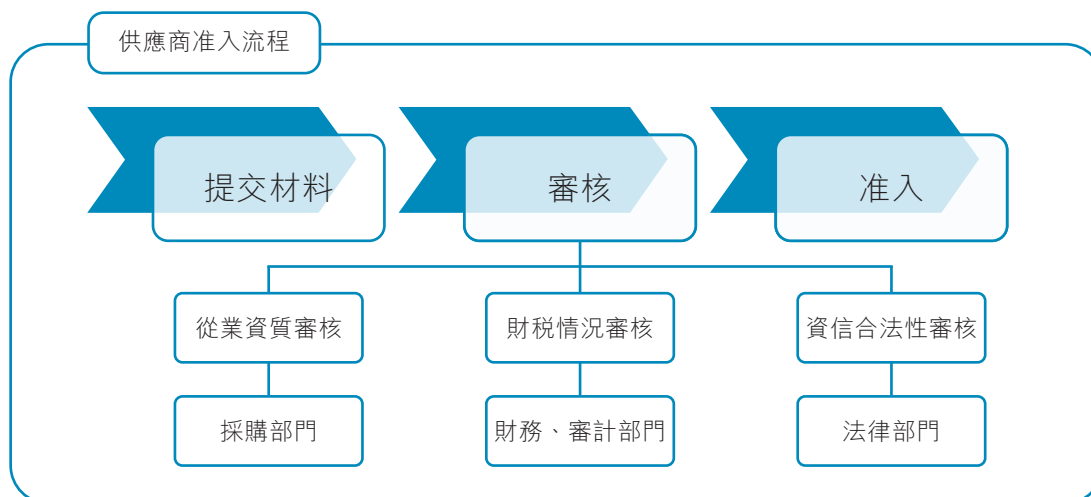 供應商准入流程
提交材料
審核
准入
從業資質審核
財税情況審核
資信合法性審核
採購部門
財務、審計部門
法律部門